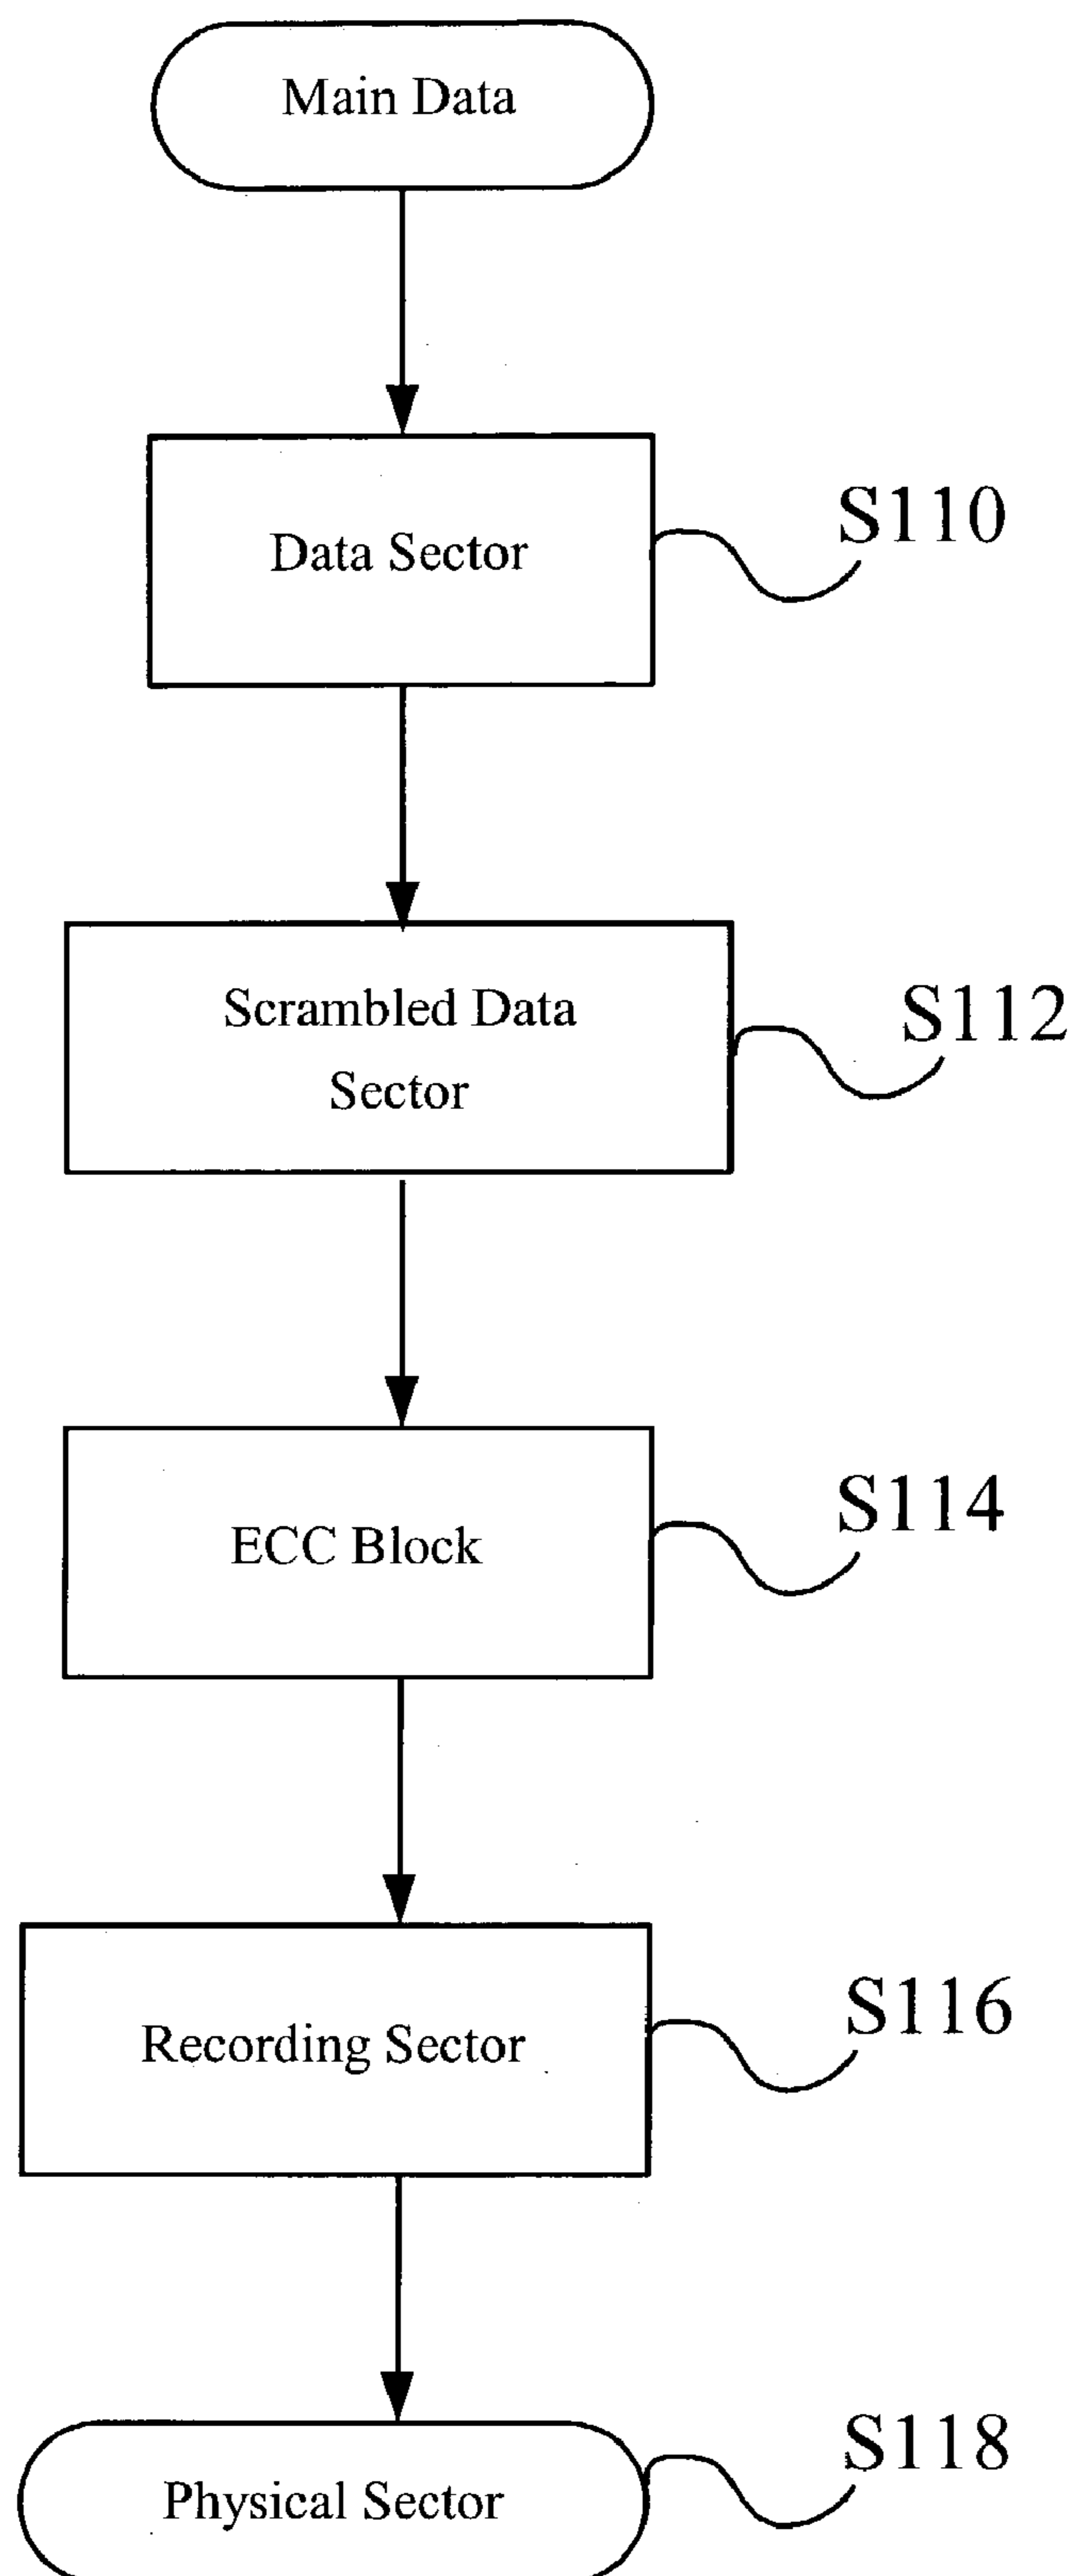 Main Data
Data Sector
S110
Scrambled Data
Sector
S112
ECC Block
S114
Recording Sector
S116
Physical Sector
S118